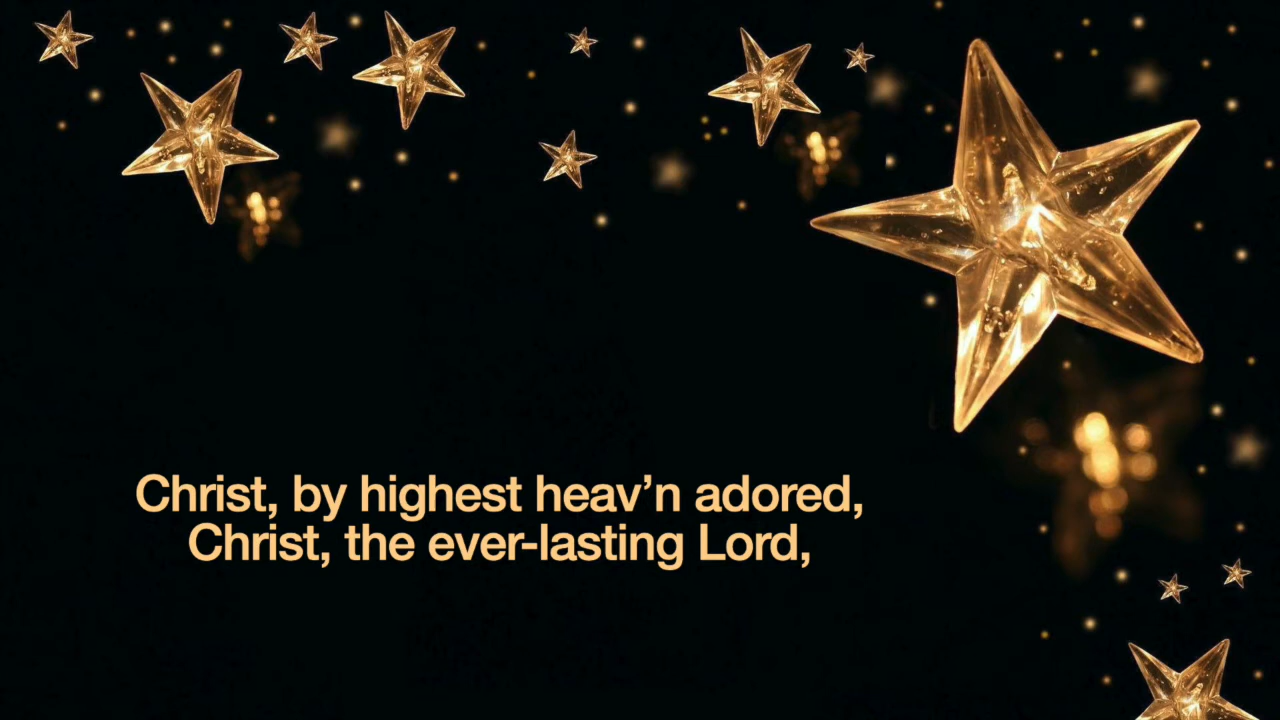 Christ, by highest heav’n adored,
Christ, the ever-lasting Lord,